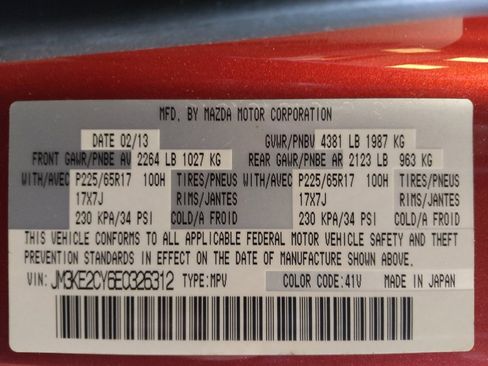 MFD. BY MAZDA MOTOR CORPORATION
DATE 02/13 GVWR/PNBV 4381 LB 1987 KG
FRONT GAWR/PNBE AV 2264 LB 1027 KG REAR GAWR/PNBE AR 2123 LB 963 KG
WITH/AVEC P225/65R17 100H TIRES/PNEUS WITH/AVEC P225/65R17 100H TIRES/PNEUS
17X7J RIMS/JANTES 17X7J RIMS/JANTES
230 KPA/34 PSI COLD/A FROID 230 KPA/34 PSI COLD/A FROID
THIS VEHICLE CONFORMS TO ALL APPLICABLE FEDERAL MOTOR VEHICLE SAFETY AND THEFT
PREVENTION STANDARDS IN EFFECT ON THE DATE OF MANUFACTURE SHOWN ABOVE.
VIN: JM3KE2CY6E0326312 TYPE:MPV COLOR CODE:41V MADE IN JAPAN